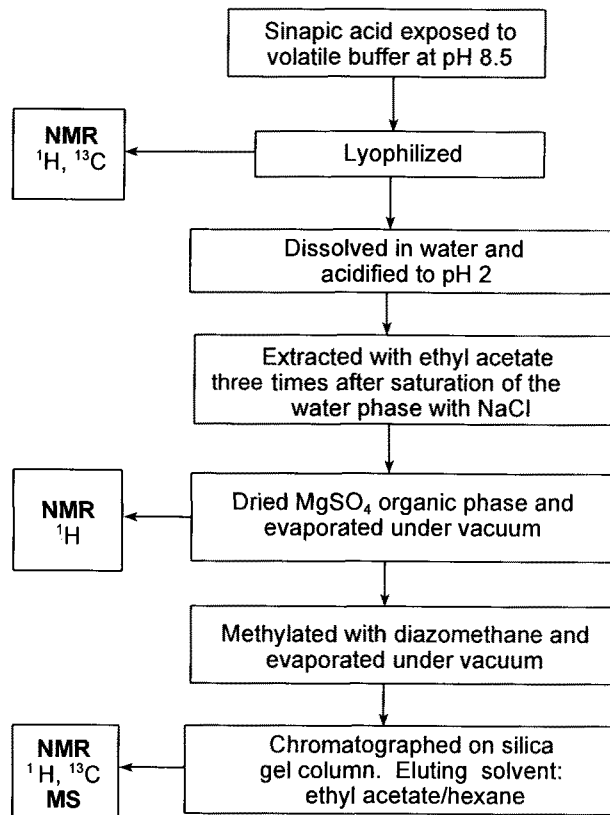 Sinapic acid exposed to
volatile buffer at pH 8.5
NMR
¹H, ¹³C
Lyophilized
Dissolved in water and
acidified to pH 2
Extracted with ethyl acetate
three times after saturation of the
water phase with NaCl
NMR
¹H
Dried MgSO₄ organic phase and
evaporated under vacuum
Methylated with diazomethane and
evaporated under vacuum
NMR
¹H, ¹³C
MS
Chromatographed on silica
gel column. Eluting solvent:
ethyl acetate/hexane